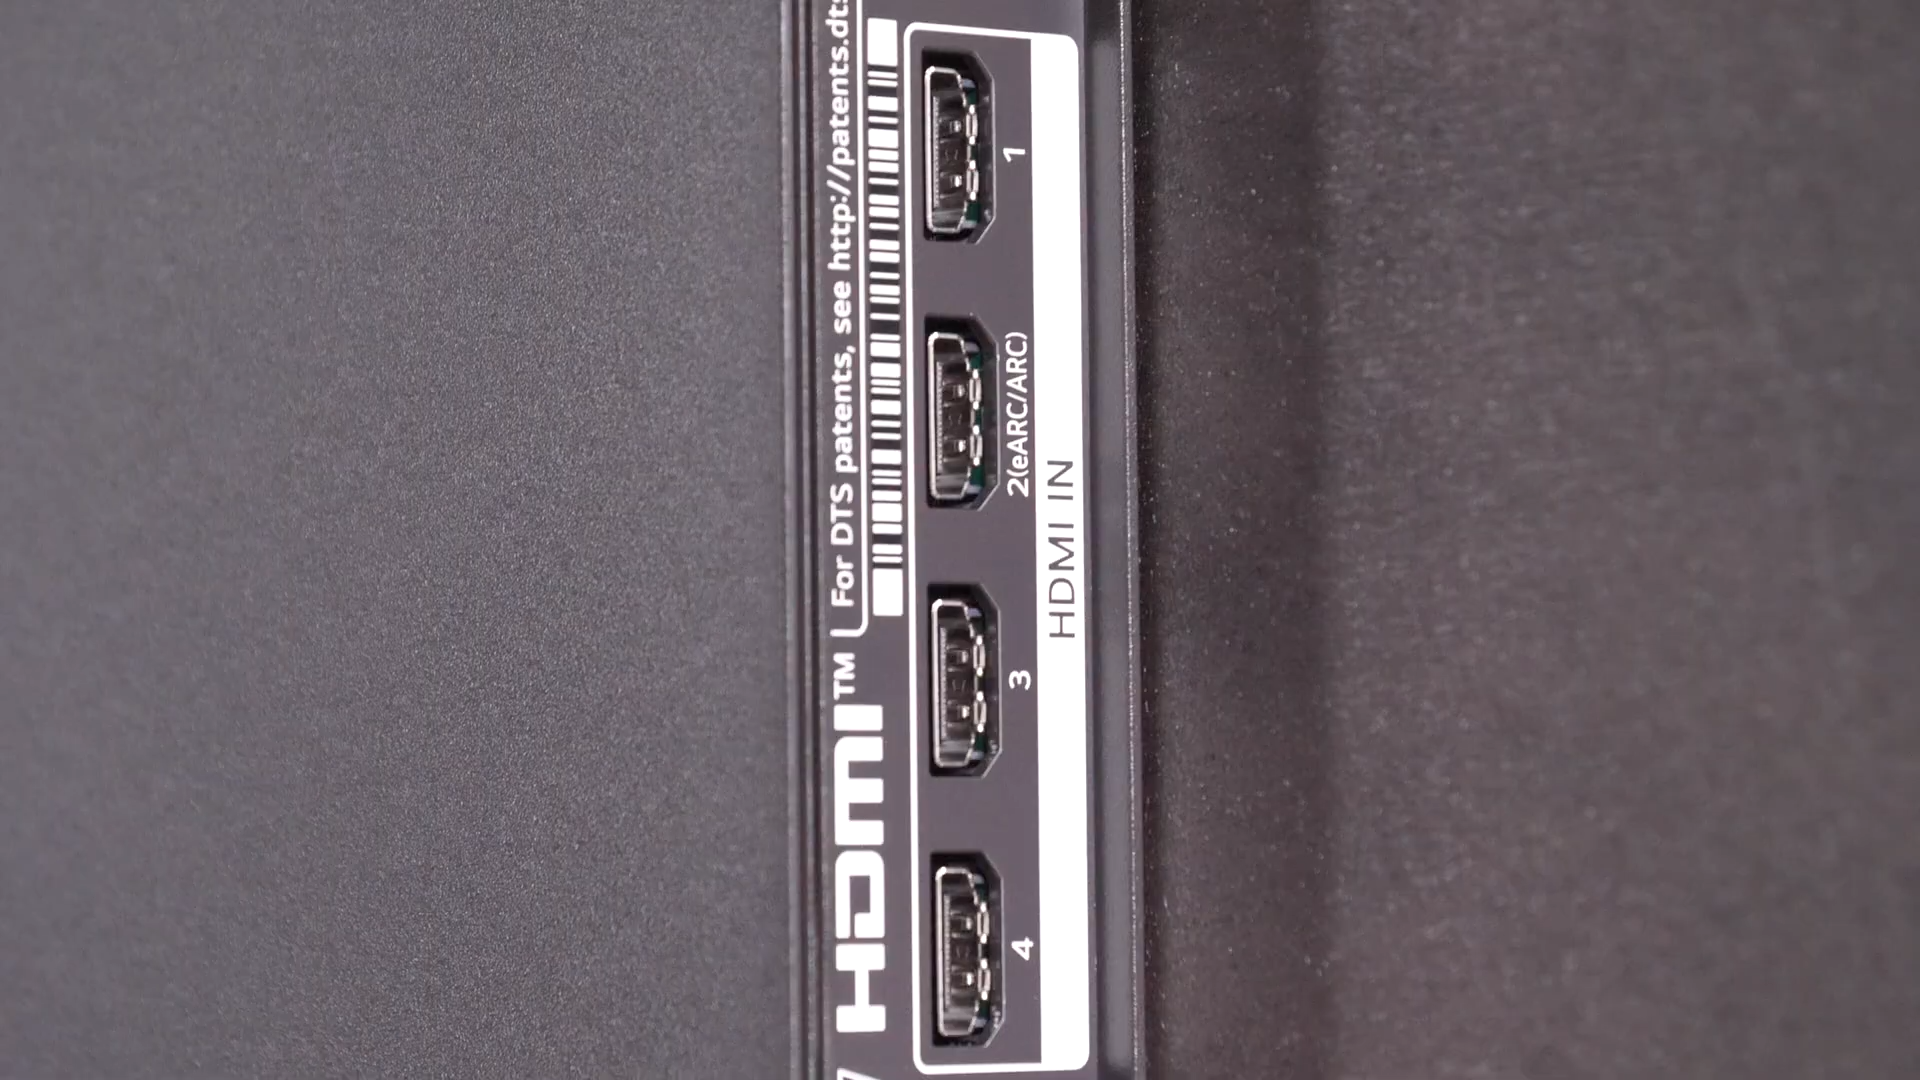 For DTS patents, see http://patents.dts
HDMI™
1
2(eARC/ARC)
3
4
HDMI IN